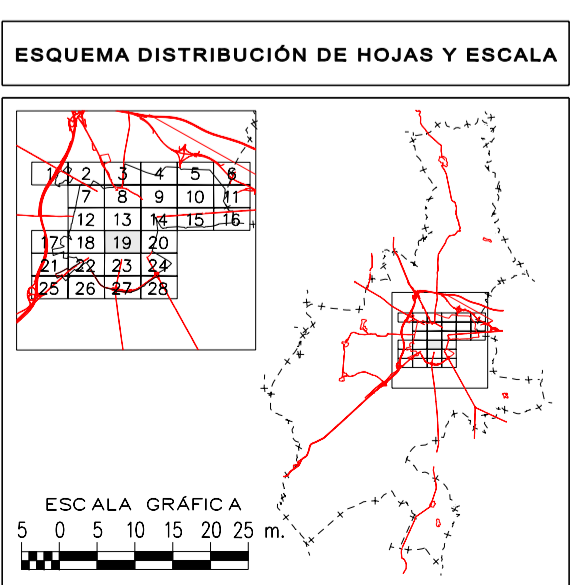 ESQUEMA DISTRIBUCIÓN DE HOJAS Y ESCALA
1 2 3 4 5 6
7 8 9 10 11
12 13 14 15 16
17 18 19 20
21 22 23 24
25 26 27 28
ESCALA GRÁFICA
5 0 5 10 15 20 25 m.